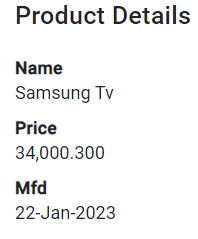 Product Details
Name
Samsung Tv
Price
34,000.300
Mfd
22-Jan-2023